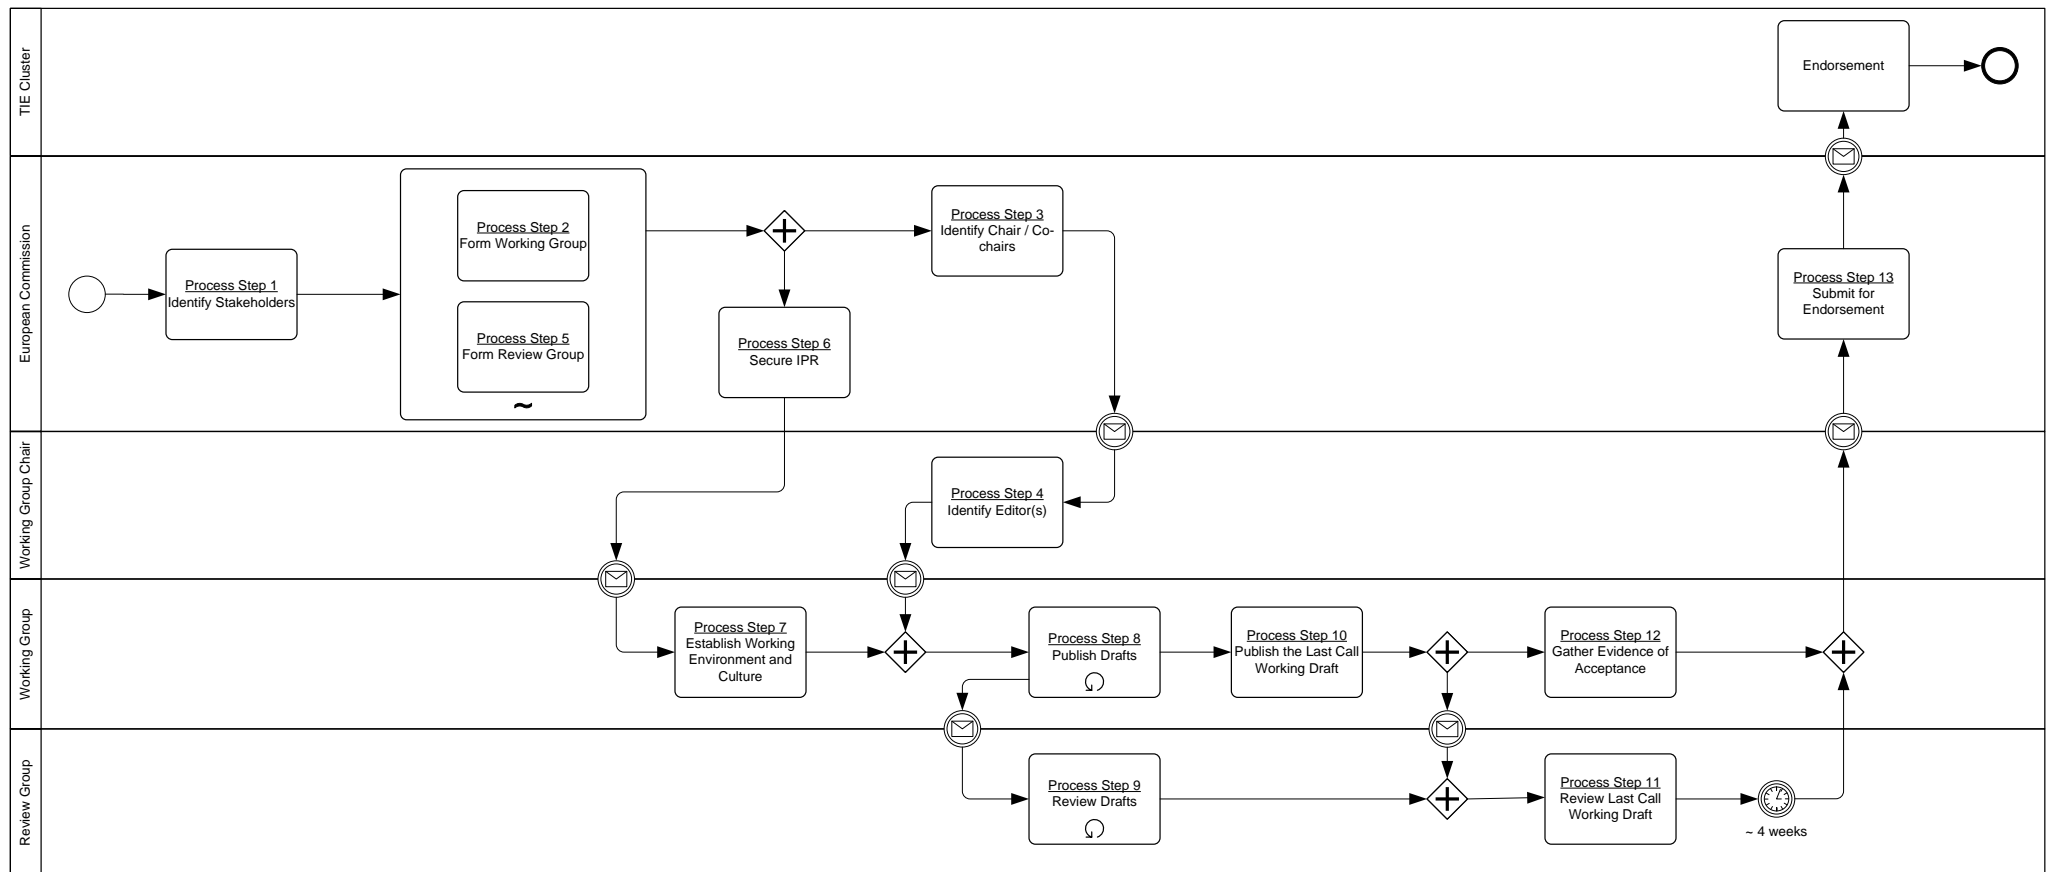 TIE Cluster
Endorsement
European Commission
Process Step 1
Identify Stakeholders
Process Step 2
Form Working Group
Process Step 5
Form Review Group
~
Process Step 6
Secure IPR
Process Step 3
Identify Chair / Co-
chairs
Process Step 13
Submit for
Endorsement
Working Group Chair
Process Step 4
Identify Editor(s)
Working Group
Process Step 7
Establish Working
Environment and
Culture
Process Step 8
Publish Drafts
Process Step 10
Publish the Last Call
Working Draft
Process Step 12
Gather Evidence of
Acceptance
Review Group
Process Step 9
Review Drafts
Process Step 11
Review Last Call
Working Draft
~ 4 weeks